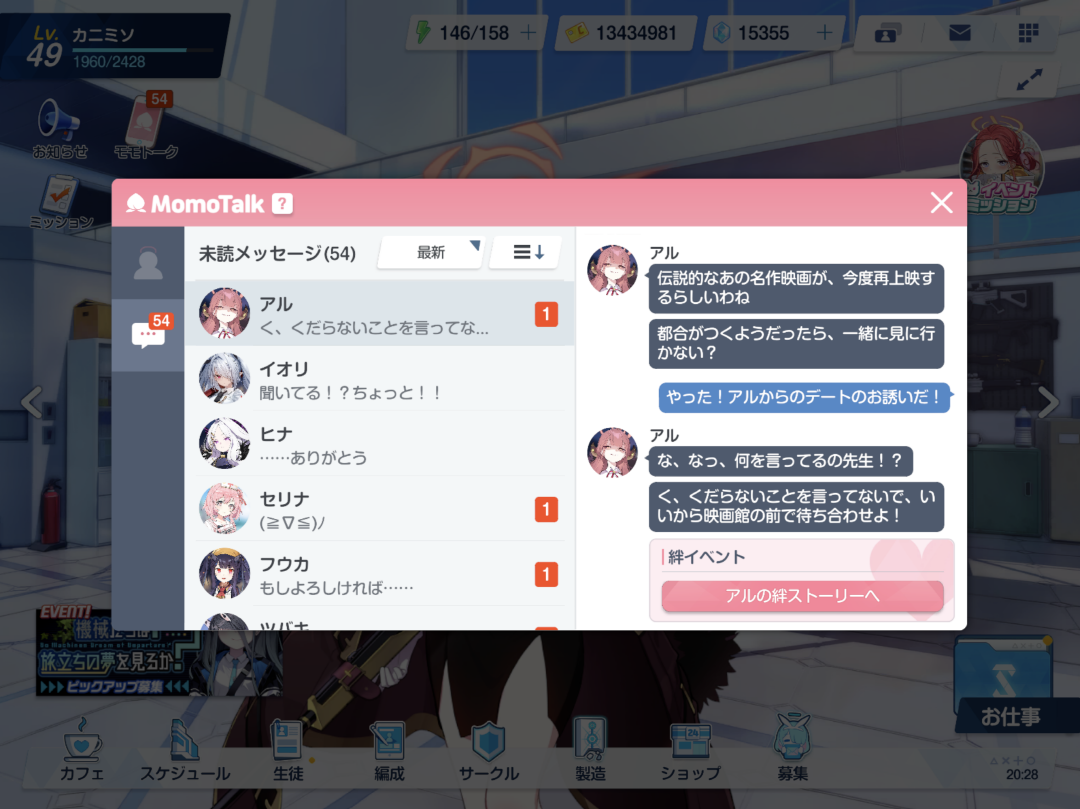 Lv.
49
カニミソ
1960/2428
146/158
13434981
15355
お知らせ
54
モモトーク
ミッション
イベント
ミッション
MomoTalk ?
未読メッセージ(54)
最新
54
アル
く、くだらないことを言ってな...
1
イオリ
聞いてる！？ちょっと！！
ヒナ
……ありがとう
セリナ
(≧∇≦)ﾉ
1
フウカ
もしよろしければ……
1
ツバキ
アル
伝説的なあの名作映画が、今度再上映す
るらしいわね
都合がつくようだったら、一緒に見に行
かない？
やった！アルからのデートのお誘いだ！
アル
な、なっ、何を言ってるの先生！？
く、くだらないことを言ってないで、い
いから映画館の前で待ち合わせよ！
絆イベント
アルの絆ストーリーへ
EVENT!
旅立ちの夢を見るか?
ピックアップ募集
お仕事
カフェ
スケジュール
生徒
編成
サークル
製造
24
ショップ
募集
20:28